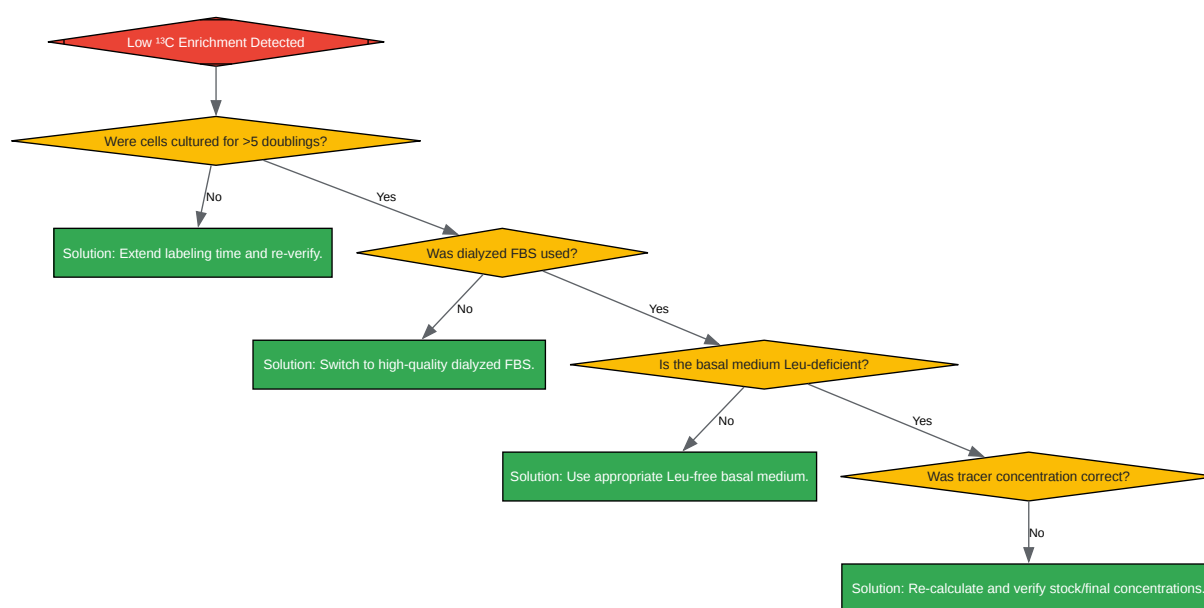 Low ¹³C Enrichment Detected
Were cells cultured for >5 doublings?
No
Yes
Solution: Extend labeling time and re-verify.
Was dialyzed FBS used?
No
Yes
Solution: Switch to high-quality dialyzed FBS.
Is the basal medium Leu-deficient?
No
Yes
Solution: Use appropriate Leu-free basal medium.
Was tracer concentration correct?
No
Solution: Re-calculate and verify stock/final concentrations.